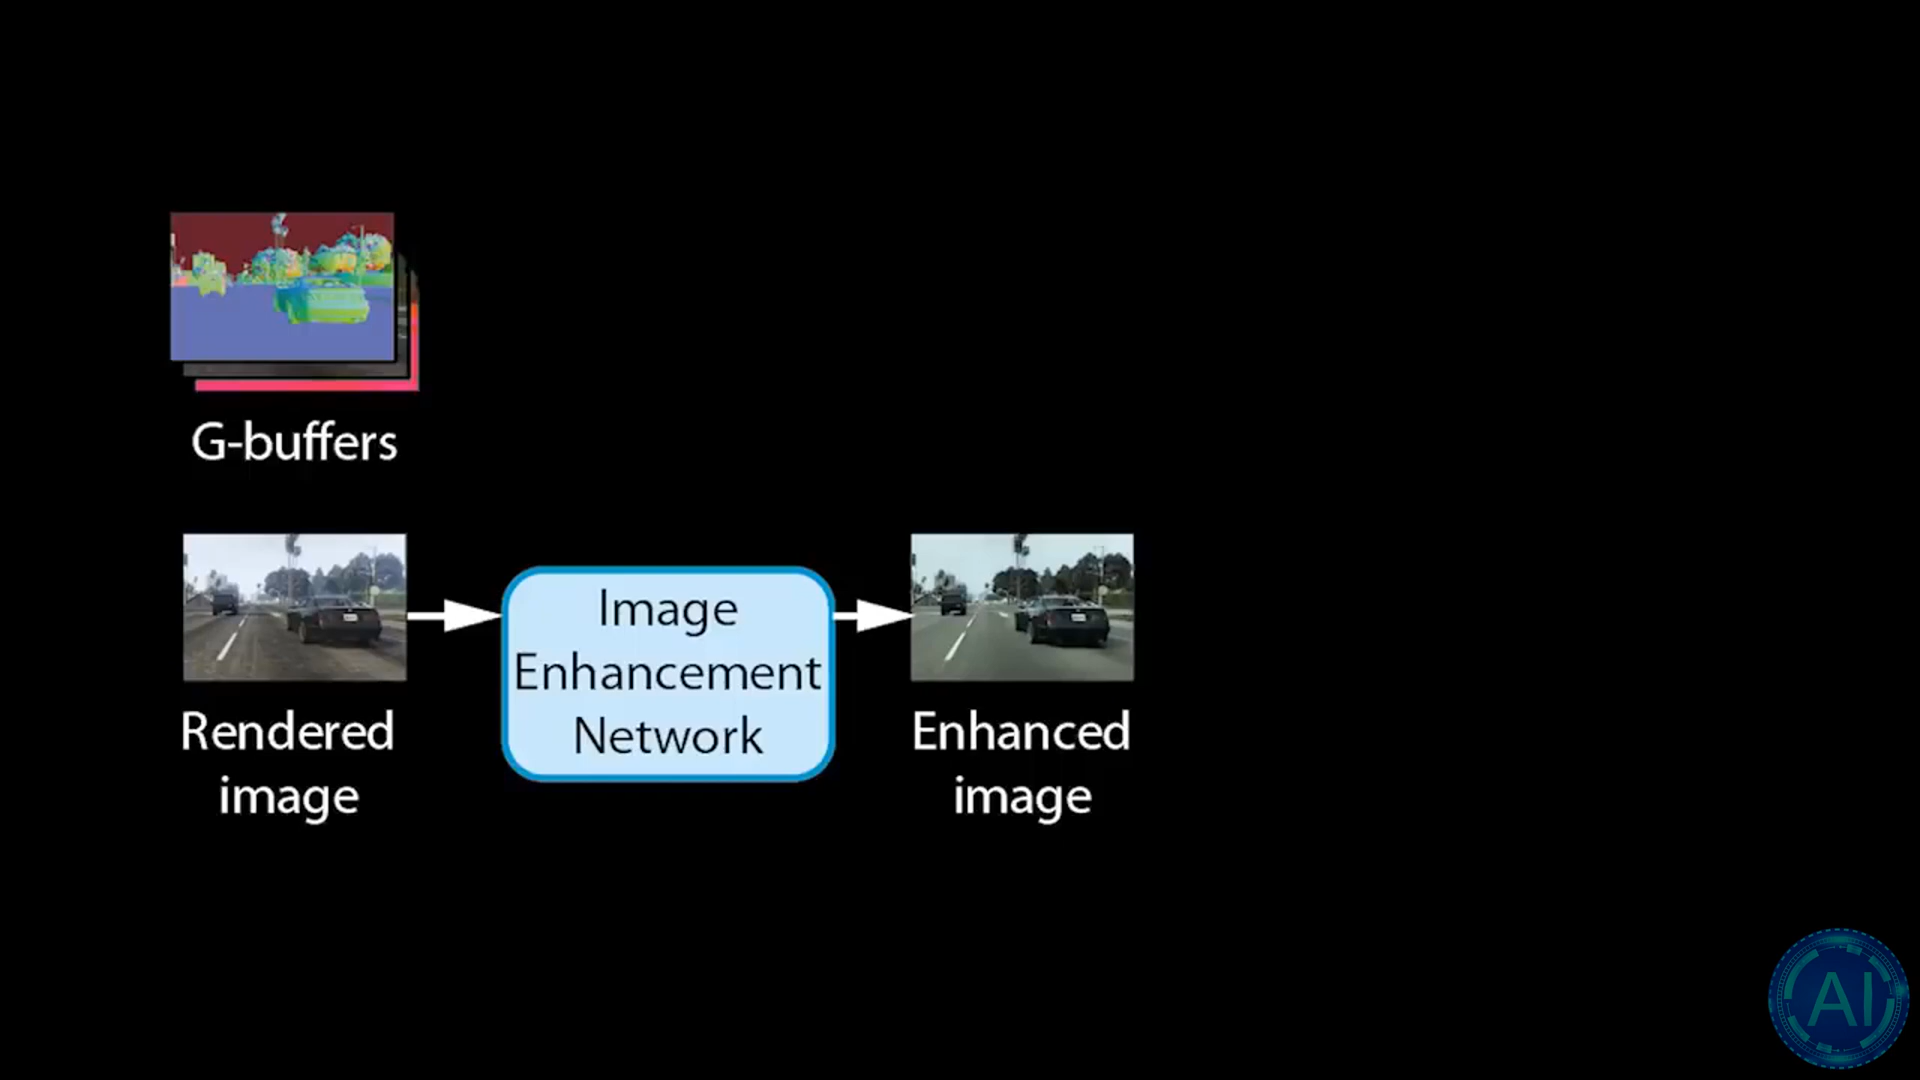 G-buffers
Rendered
image
Image
Enhancement
Network
Enhanced
image
AI